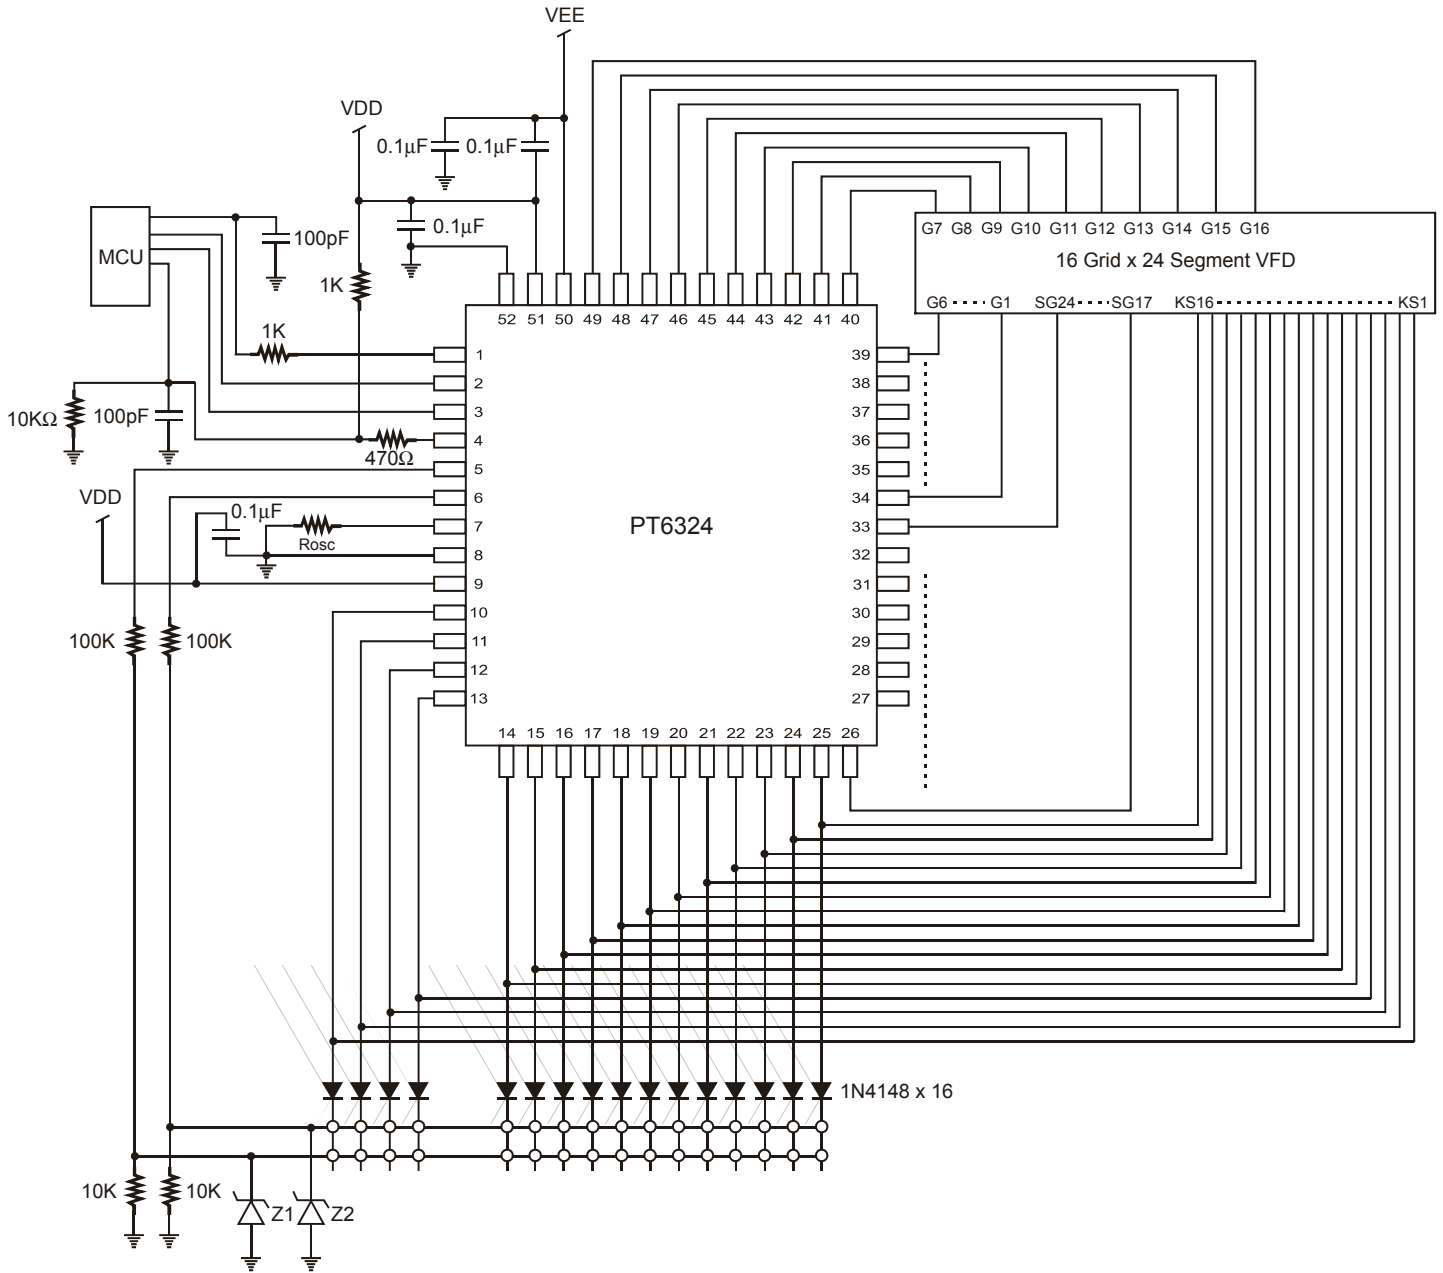 VEE
VDD
0.1μF
0.1μF
0.1μF
MCU
100pF
1K
1K
G7 G8 G9 G10 G11 G12 G13 G14 G15 G16
16 Grid x 24 Segment VFD
G6 G1 SG24 SG17 KS16 KS1
52 51 50 49 48 47 46 45 44 43 42 41 40
1
2
3
4
5
6
7
8
9
10
11
12
13
39
38
37
36
35
34
33
32
31
30
29
28
27
10KΩ
100pF
470Ω
VDD
0.1μF
Rosc
PT6324
100K
100K
14 15 16 17 18 19 20 21 22 23 24 25 26
1N4148 x 16
10K
10K
Z1
Z2